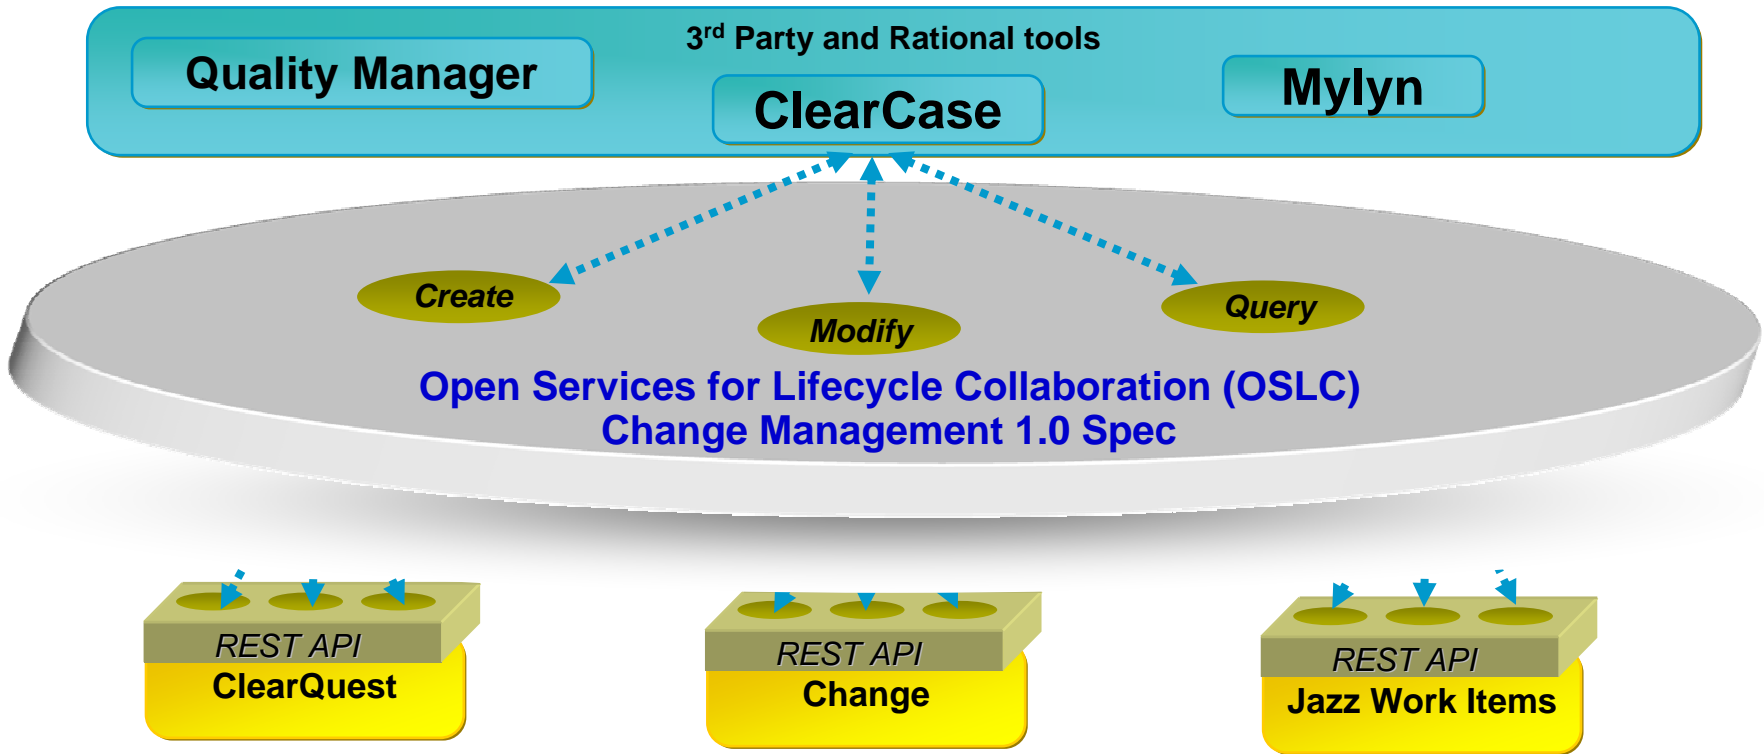 3rd Party and Rational tools
Quality Manager
ClearCase
Mylyn
Create
Modify
Query
Open Services for Lifecycle Collaboration (OSLC)
Change Management 1.0 Spec
REST API
ClearQuest
REST API
Change
REST API
Jazz Work Items